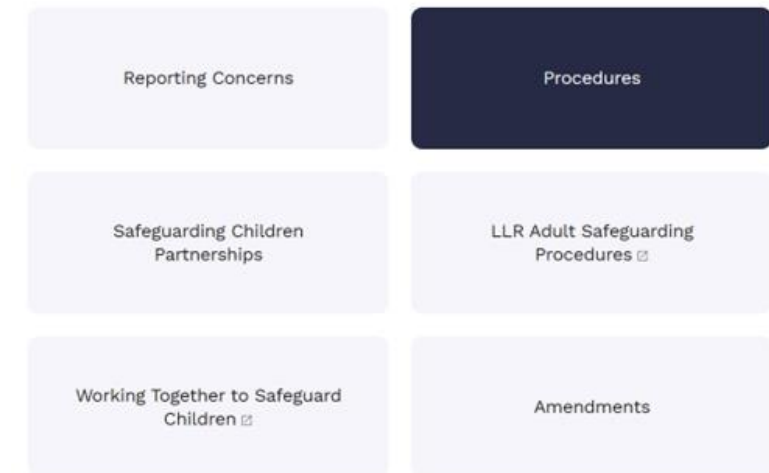 Reporting Concerns
Procedures
Safeguarding Children
Partnerships
LLR Adult Safeguarding
Procedures
Working Together to Safeguard
Children
Amendments